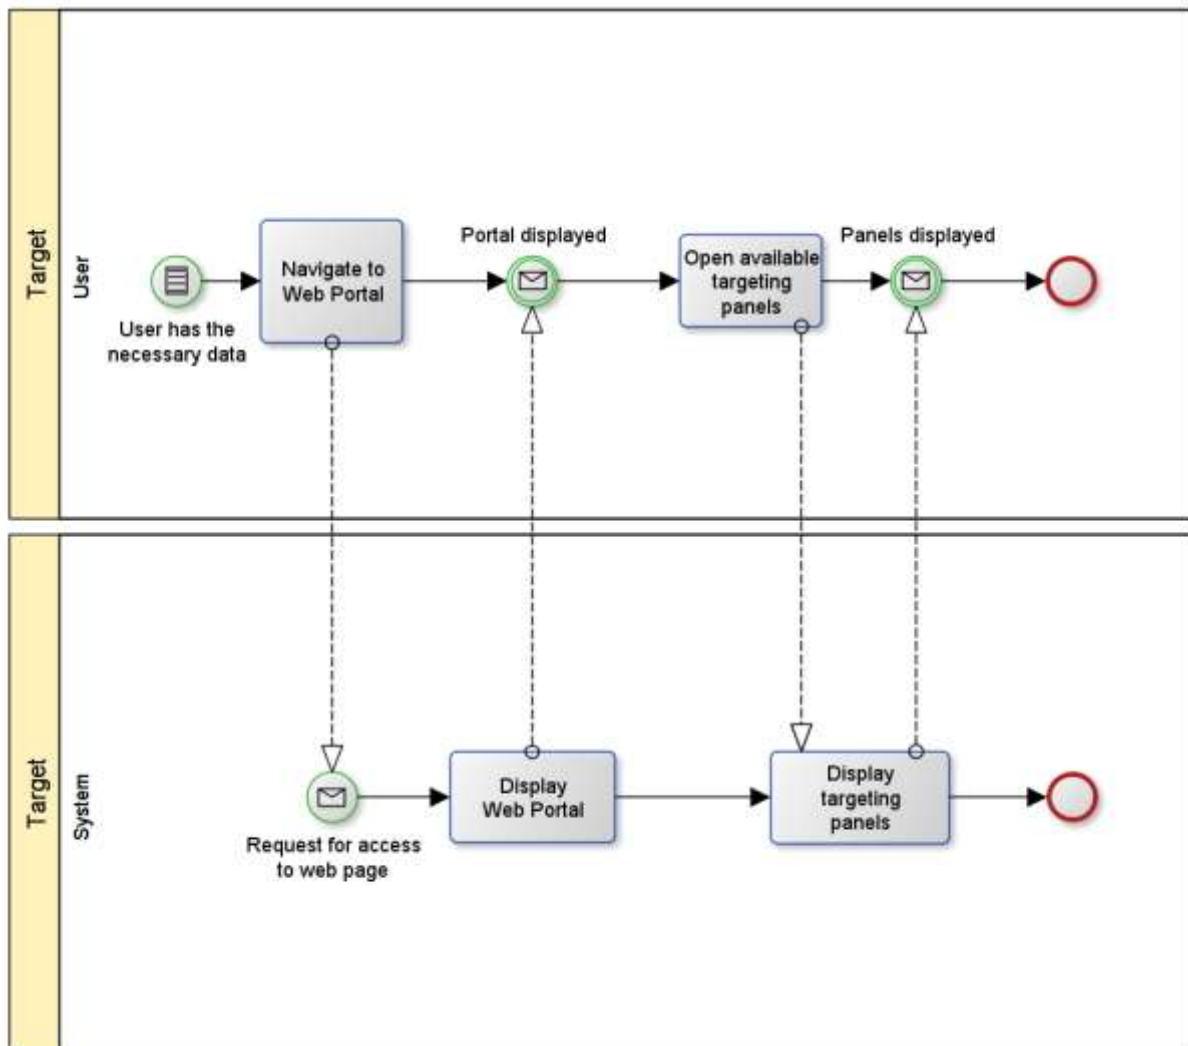 Target
User
User has the
necessary data
Navigate to
Web Portal
Portal displayed
Open available
targeting
panels
Panels displayed
Target
System
Request for access
to web page
Display
Web Portal
Display
targeting
panels